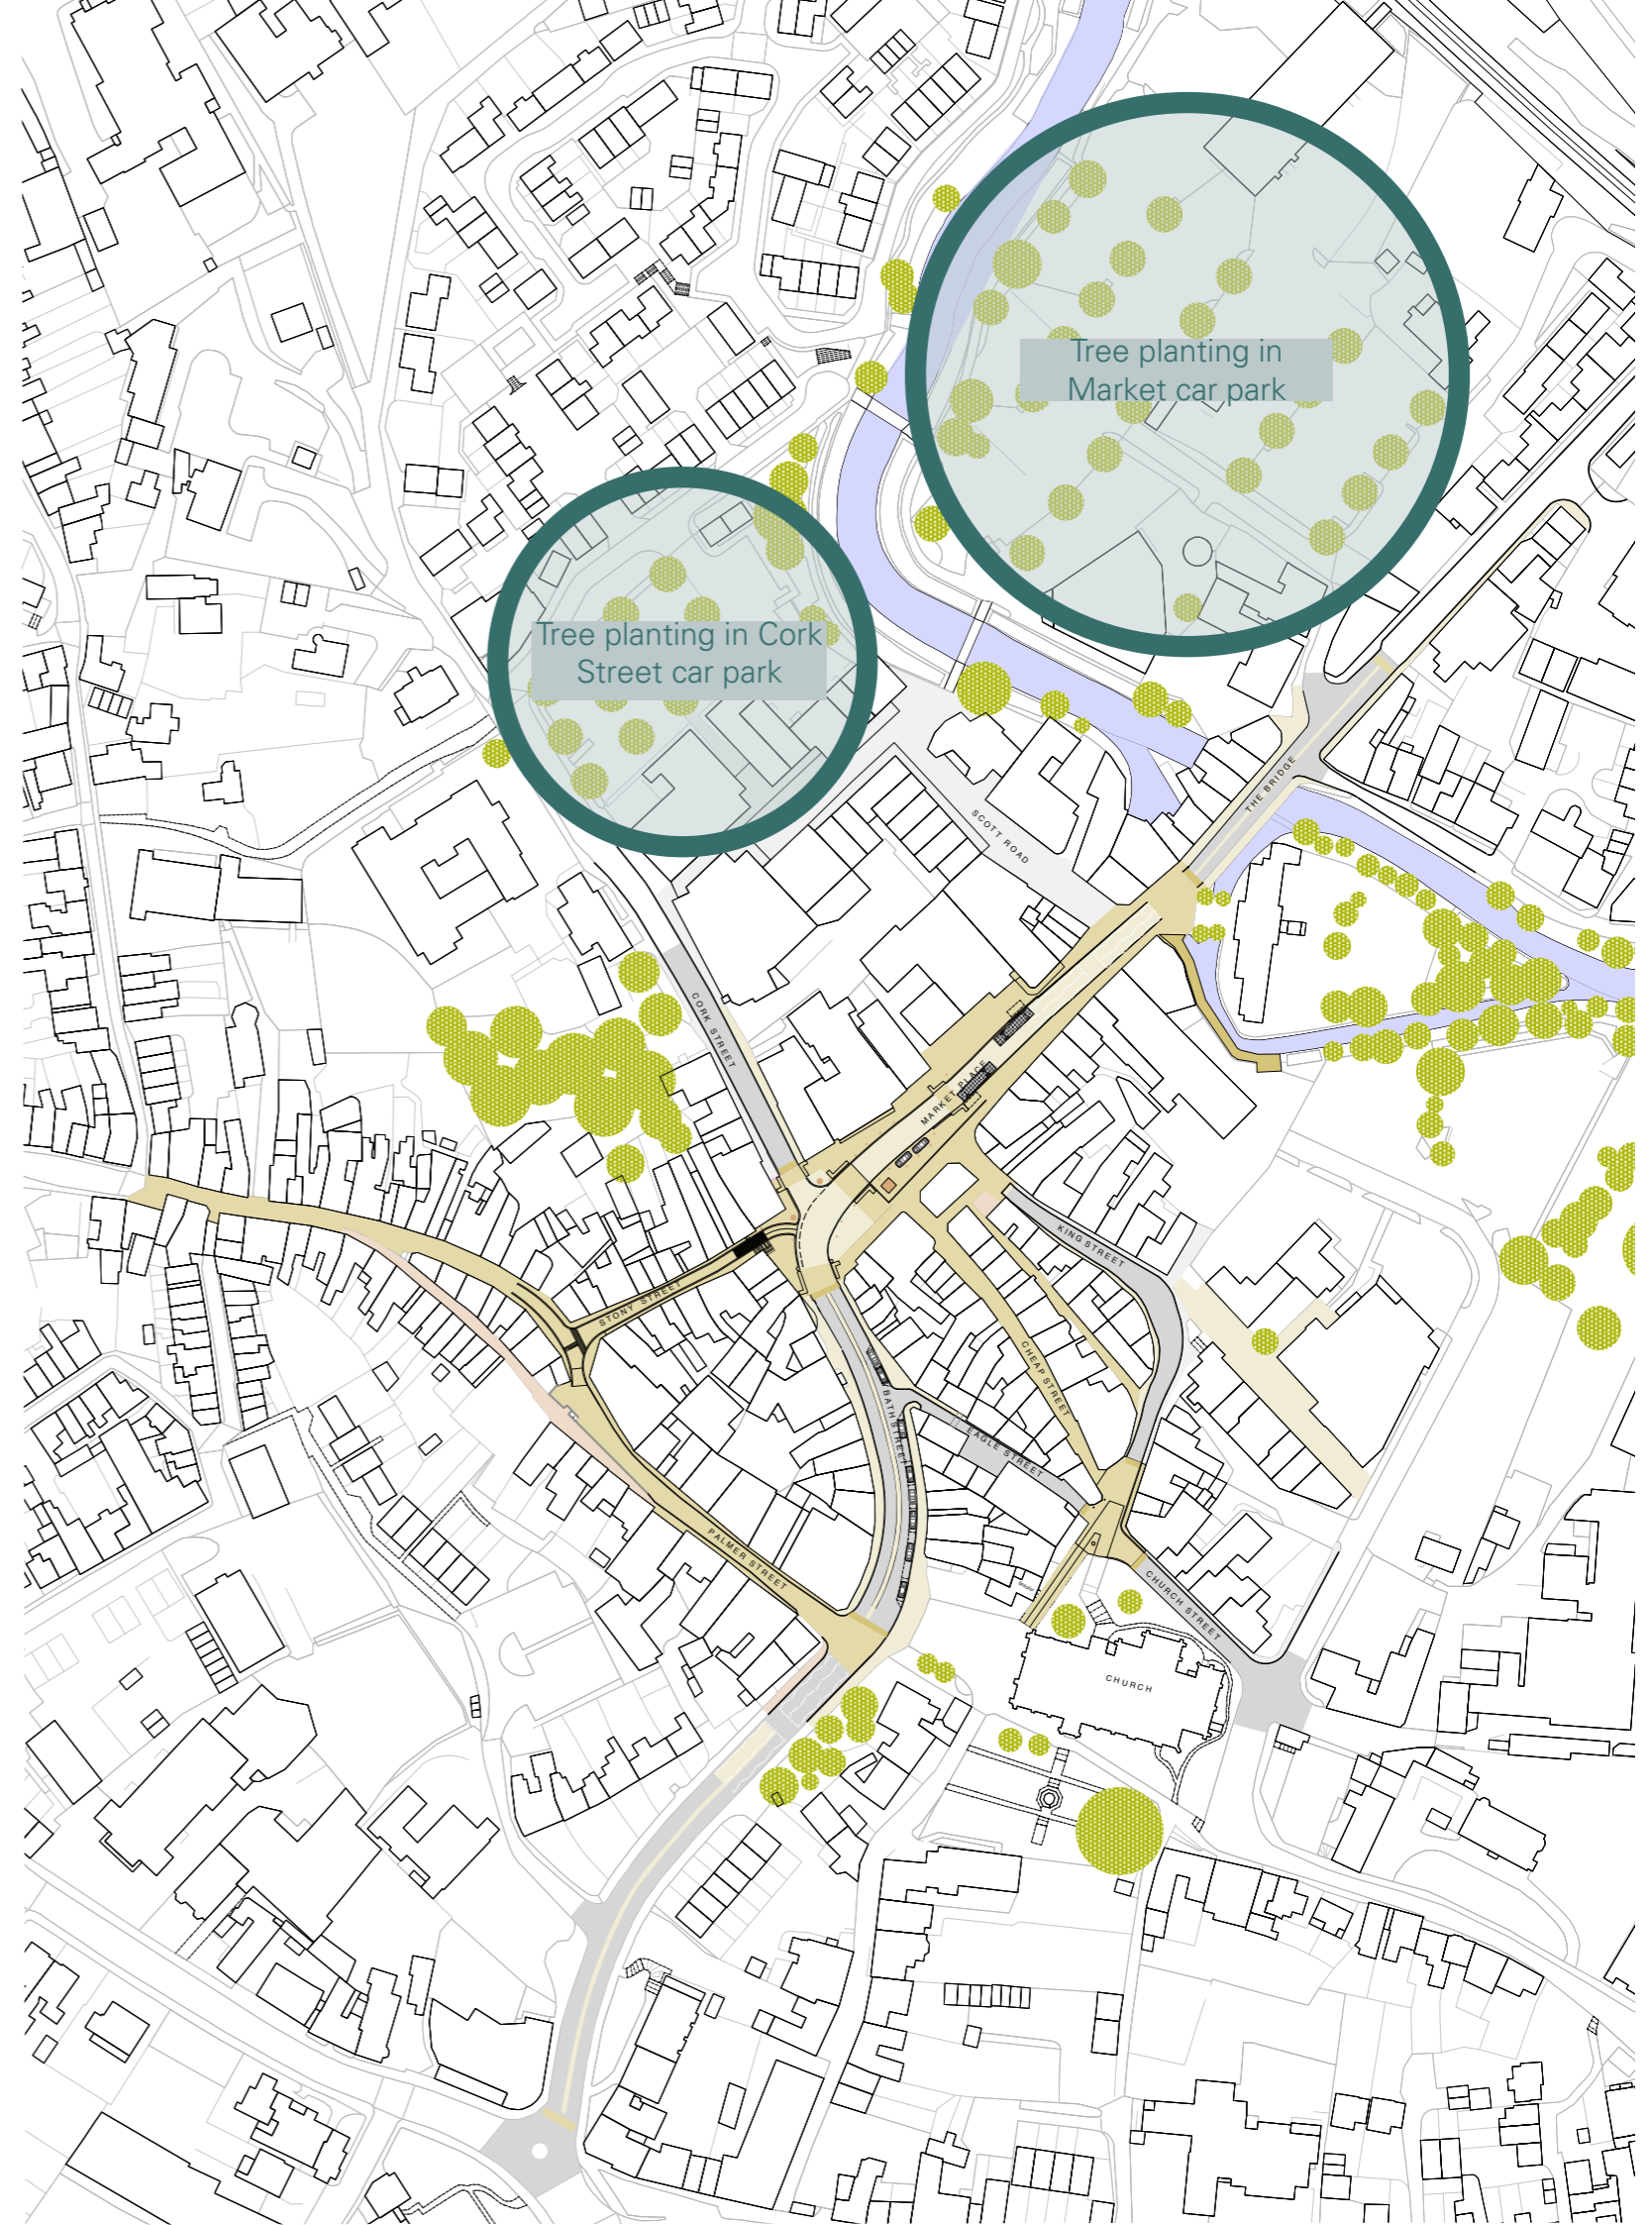 Tree planting in
Market car park
Tree planting in Cork
Street car park
THE BRIDGE
SCOTT ROAD
CORK STREET
MARKET PLACE
KING STREET
STONY STREET
CHEAP STREET
BATH STREET
EAGLE STREET
PALMER STREET
CHURCH STREET
CHURCH